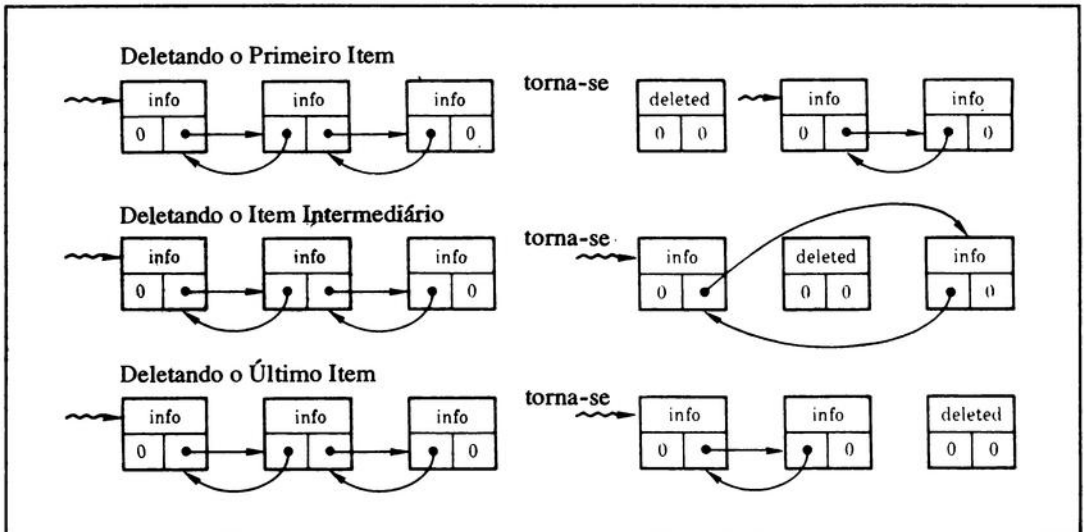 Deletando o Primeiro Item
torna-se
info info info deleted info info
0 0 0 0 0 0
Deletando o Item Intermediário
torna-se
info info info info deleted info
0 0 0 0 0 0
Deletando o Último Item
torna-se
info info info info info deleted
0 0 0 0 0 0